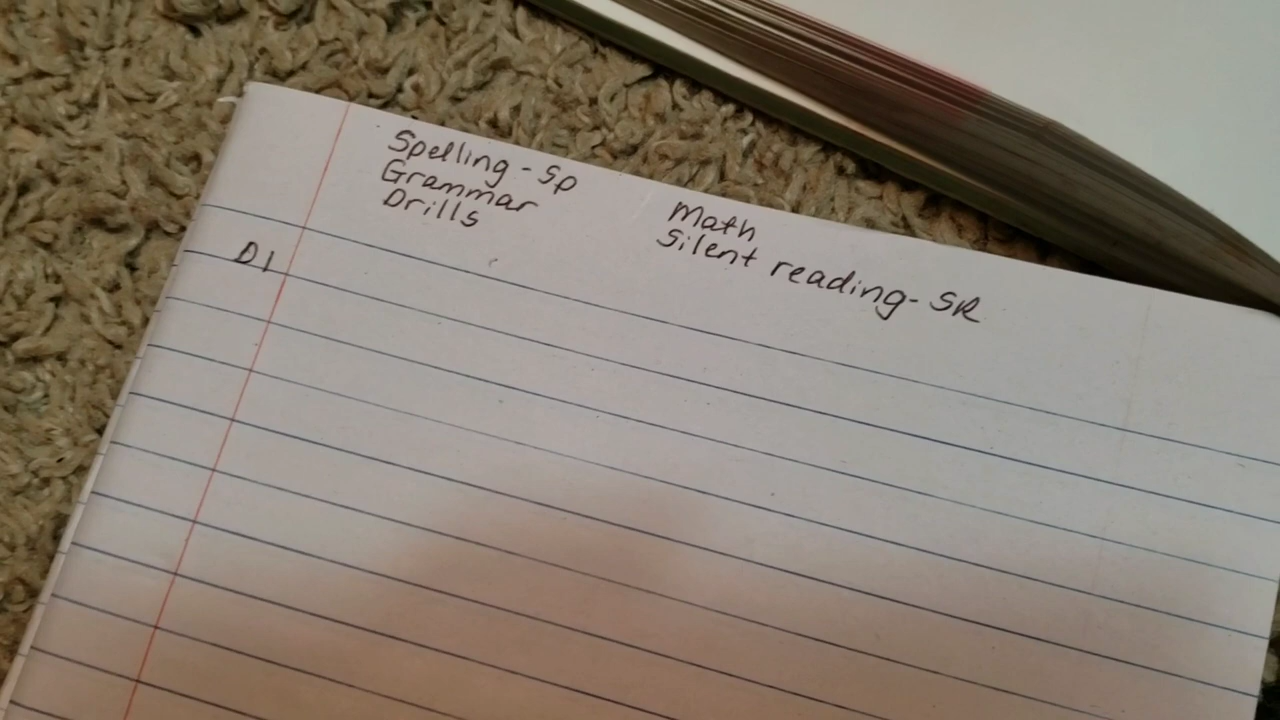 Spelling - Sp
Grammar
Drills
Math
Silent reading - SR
D1